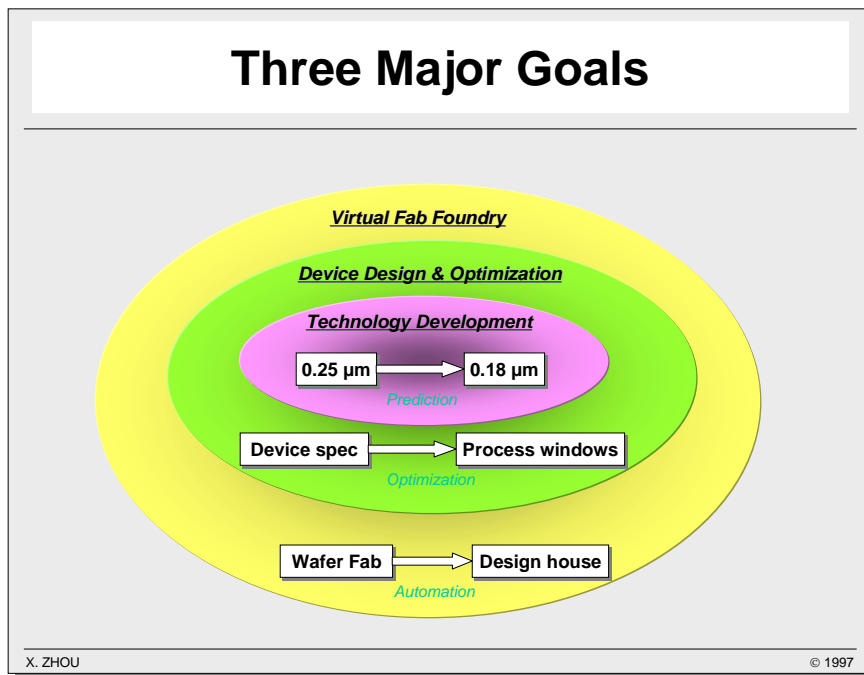 Three Major Goals
Virtual Fab Foundry
Device Design & Optimization
Technology Development
0.25 µm
0.18 µm
Prediction
Device spec
Process windows
Optimization
Wafer Fab
Design house
Automation
X. ZHOU
© 1997